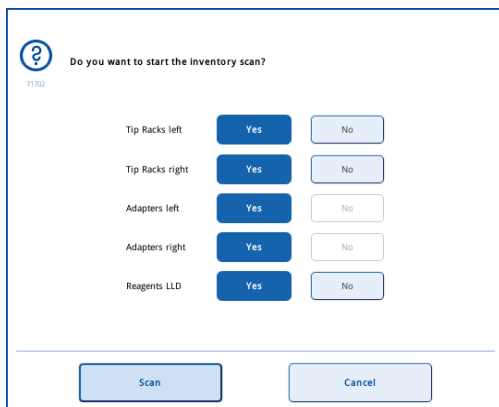 Do you want to start the inventory scan?
71702
Tip Racks left Yes No
Tip Racks right Yes No
Adapters left Yes No
Adapters right Yes No
Reagents LLD Yes No
Scan Cancel